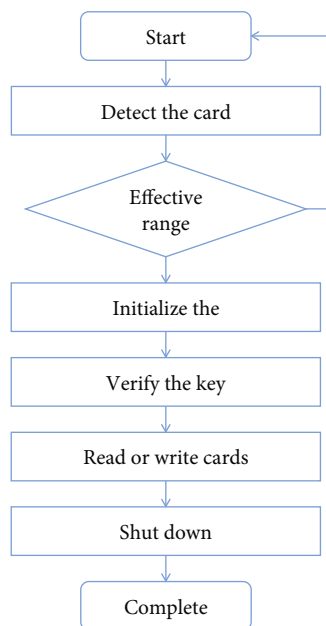 Start
Detect the card
Effective
range
Initialize the
Verify the key
Read or write cards
Shut down
Complete